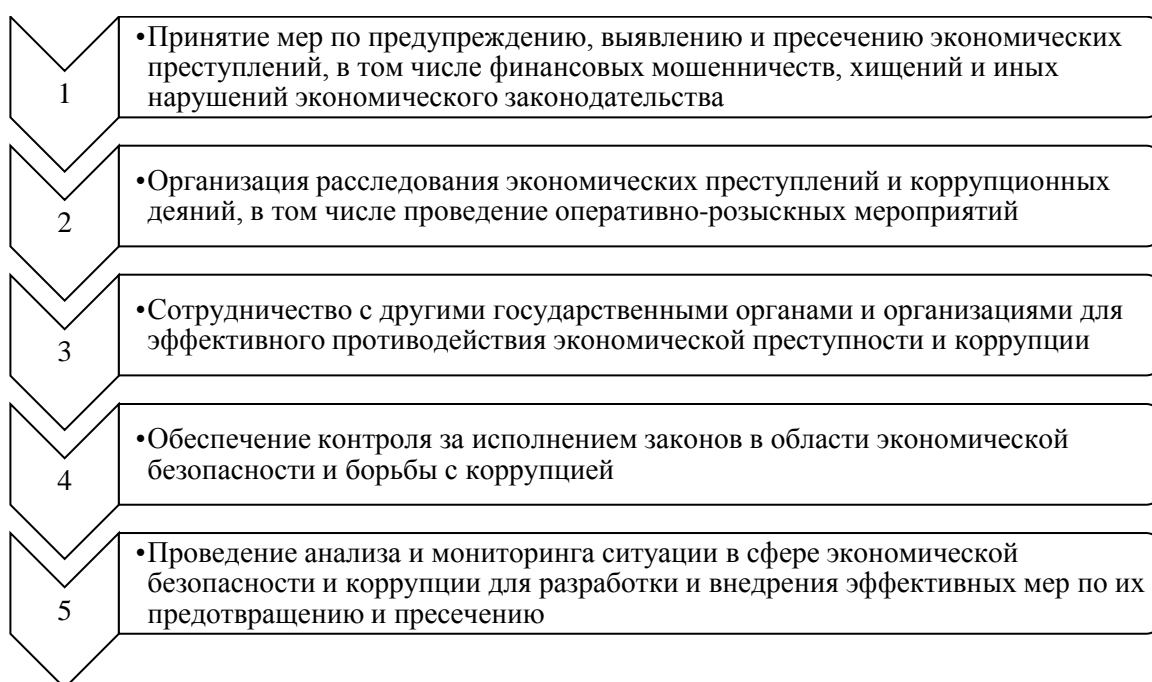 1
•Принятие мер по предупреждению, выявлению и пресечению экономических
преступлений, в том числе финансовых мошенничеств, хищений и иных
нарушений экономического законодательства
2
•Организация расследования экономических преступлений и коррупционных
деяний, в том числе проведение оперативно-розыскных мероприятий
3
•Сотрудничество с другими государственными органами и организациями для
эффективного противодействия экономической преступности и коррупции
4
•Обеспечение контроля за исполнением законов в области экономической
безопасности и борьбы с коррупцией
5
•Проведение анализа и мониторинга ситуации в сфере экономической
безопасности и коррупции для разработки и внедрения эффективных мер по их
предотвращению и пресечению